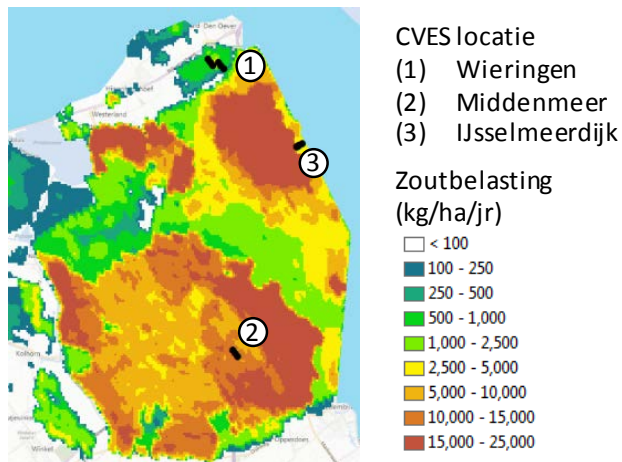 Den Oever
Westerland
(1)
(3)
(2)
Kolhorn
Winkel
CVES locatie
(1) Wieringen
(2) Middenmeer
(3) IJsselmeerdijk
Zoutbelasting
(kg/ha/jr)
< 100
100 - 250
250 - 500
500 - 1,000
1,000 - 2,500
2,500 - 5,000
5,000 - 10,000
10,000 - 15,000
15,000 - 25,000